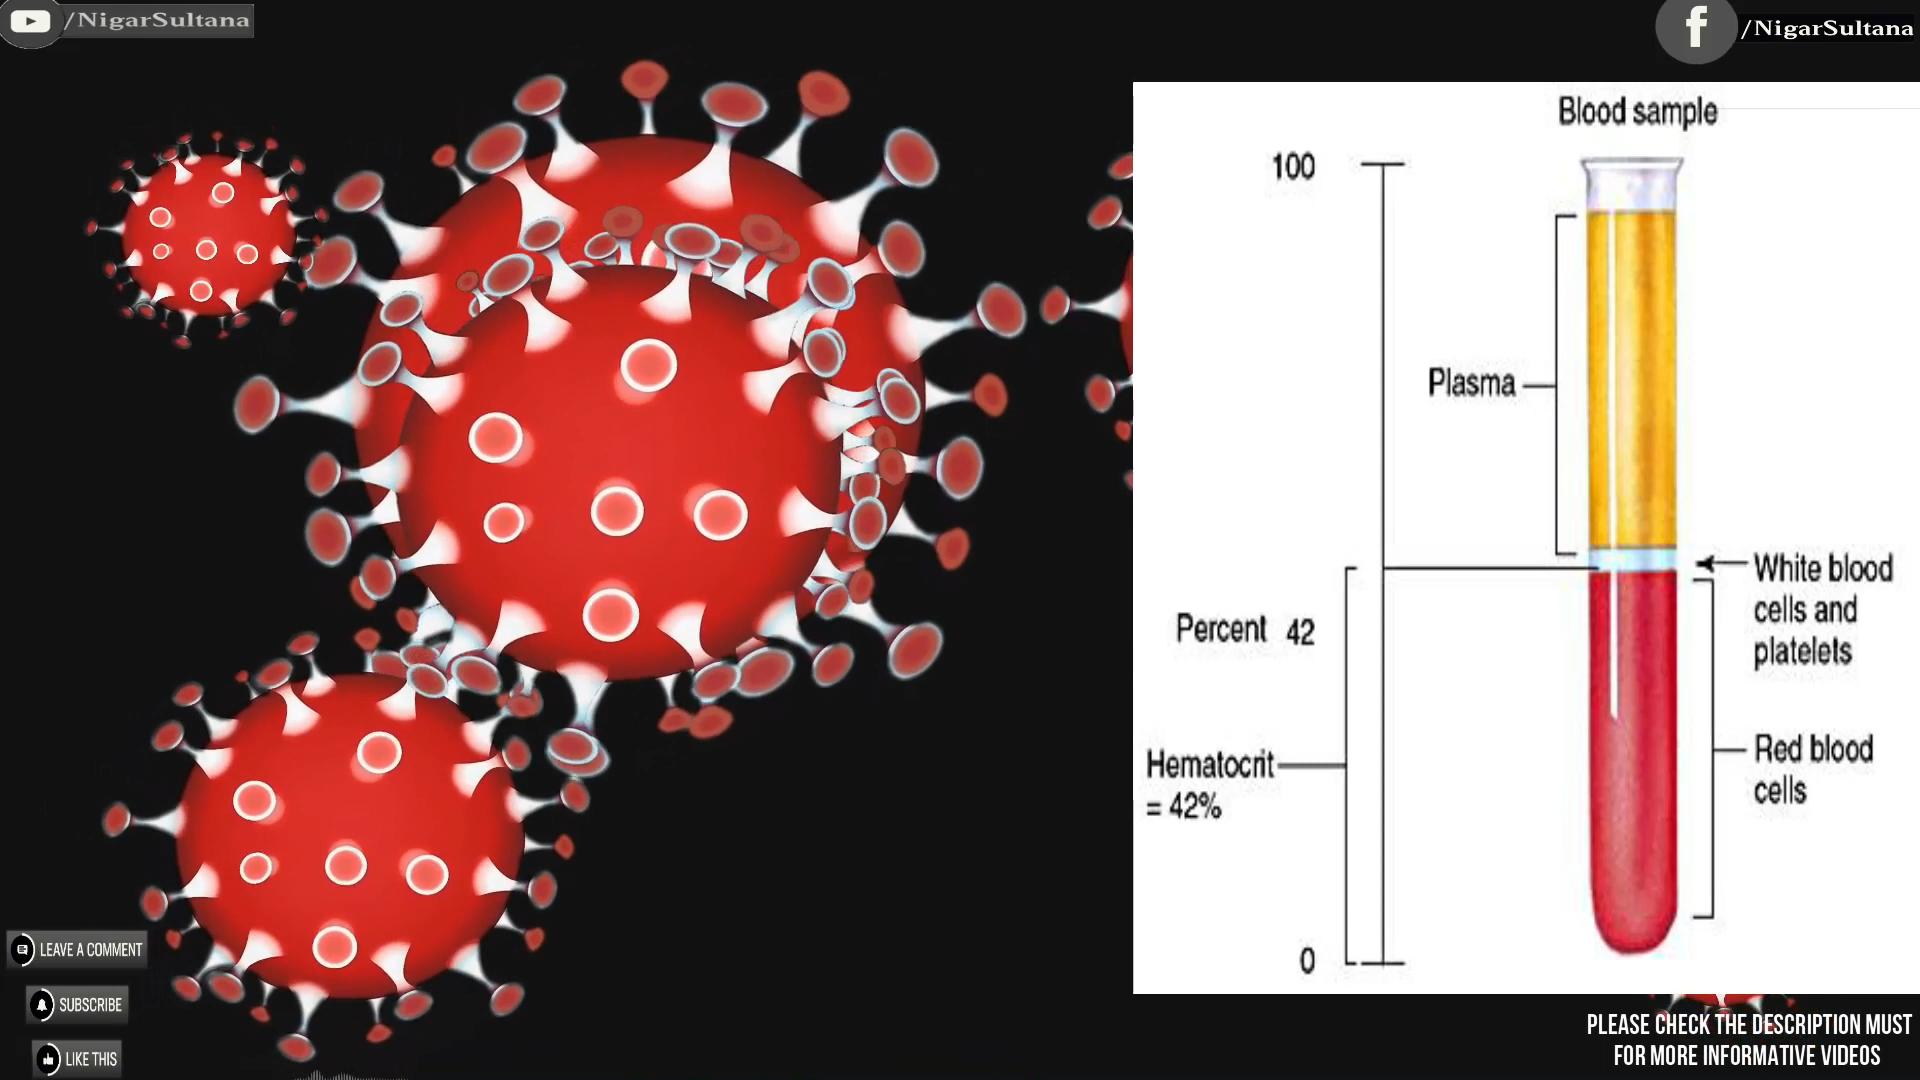 /NigarSultana
/NigarSultana
Blood sample
100
Plasma
White blood
cells and
platelets
Percent 42
Hematocrit
= 42%
Red blood
cells
0
LEAVE A COMMENT
SUBSCRIBE
LIKE THIS
PLEASE CHECK THE DESCRIPTION MUST
FOR MORE INFORMATIVE VIDEOS